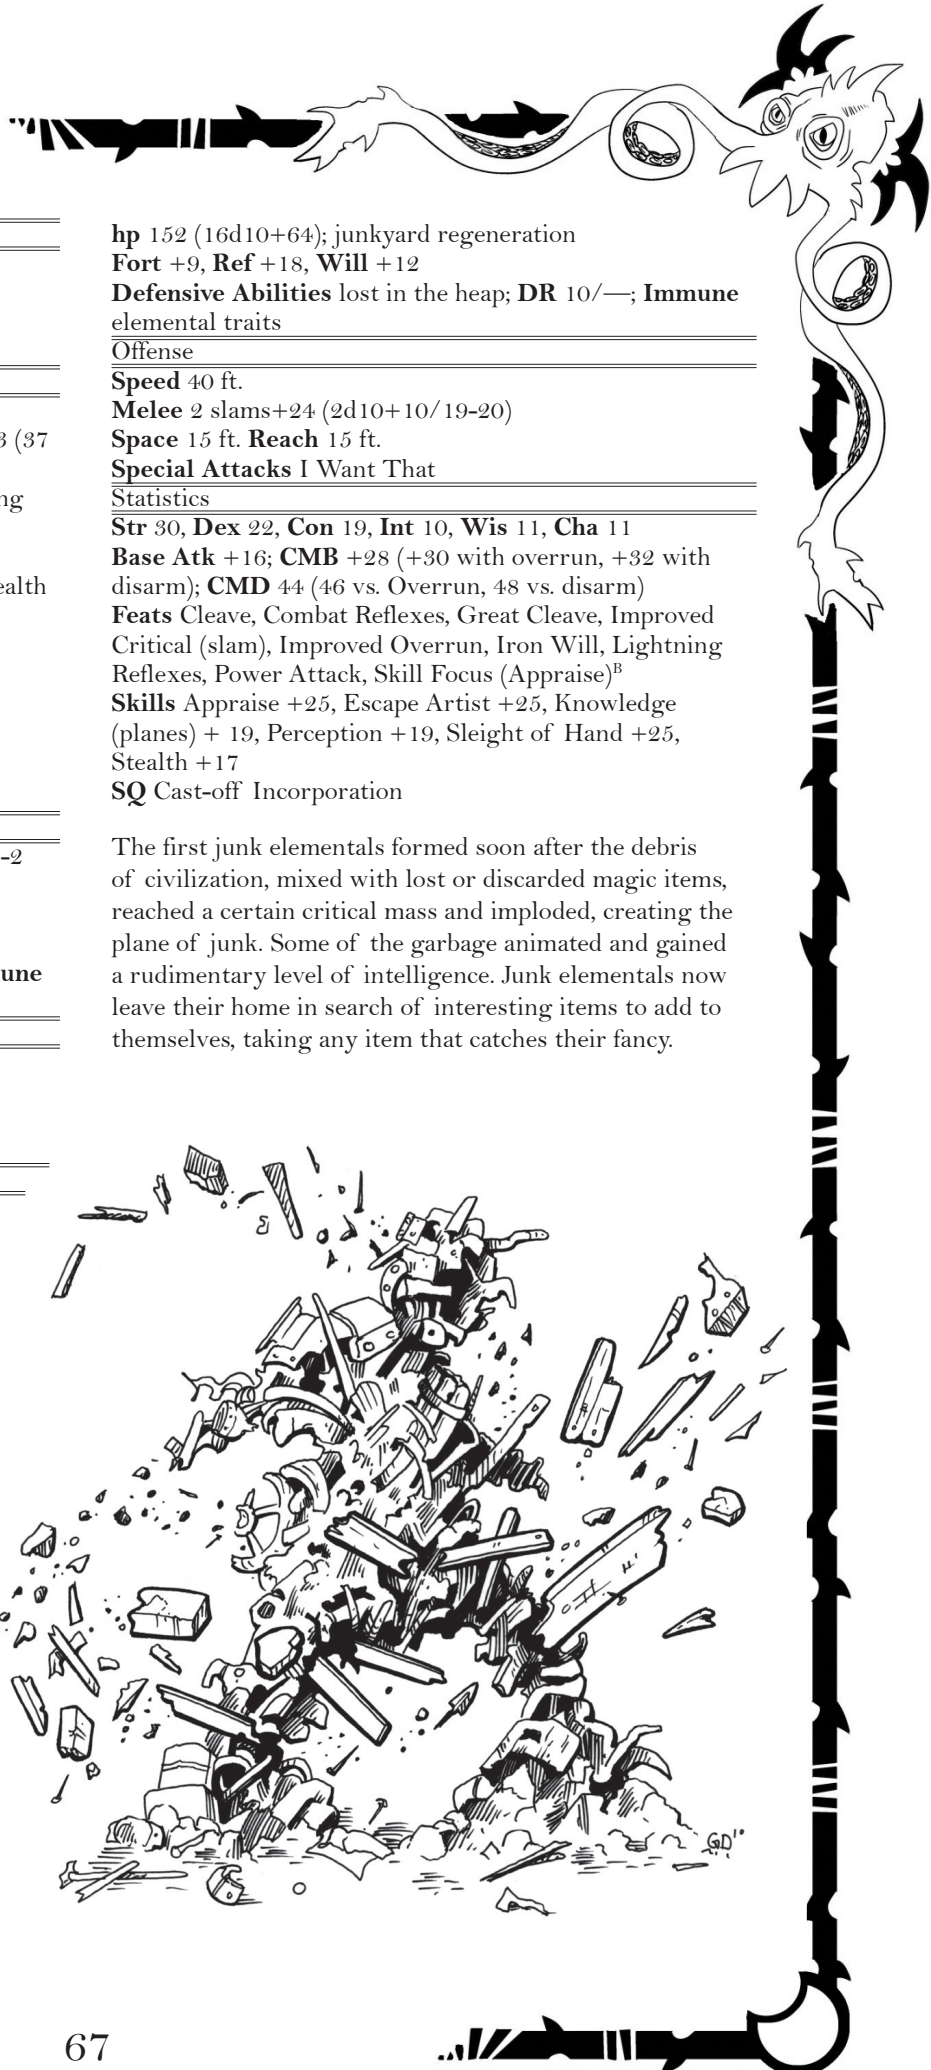 3 (37
ng
ealth
-2
une
hp 152 (16d10+64); junkyard regeneration
Fort +9, Ref +18, Will +12
Defensive Abilities lost in the heap; DR 10/—; Immune
elemental traits
Offense
Speed 40 ft.
Melee 2 slams+24 (2d10+10/19-20)
Space 15 ft. Reach 15 ft.
Special Attacks I Want That
Statistics
Str 30, Dex 22, Con 19, Int 10, Wis 11, Cha 11
Base Atk +16; CMB +28 (+30 with overrun, +32 with
disarm); CMD 44 (46 vs. Overrun, 48 vs. disarm)
Feats Cleave, Combat Reflexes, Great Cleave, Improved
Critical (slam), Improved Overrun, Iron Will, Lightning
Reflexes, Power Attack, Skill Focus (Appraise)B
Skills Appraise +25, Escape Artist +25, Knowledge
(planes) + 19, Perception +19, Sleight of Hand +25,
Stealth +17
SQ Cast-off Incorporation
The first junk elementals formed soon after the debris
of civilization, mixed with lost or discarded magic items,
reached a certain critical mass and imploded, creating the
plane of junk. Some of the garbage animated and gained
a rudimentary level of intelligence. Junk elementals now
leave their home in search of interesting items to add to
themselves, taking any item that catches their fancy.
GD'10
67